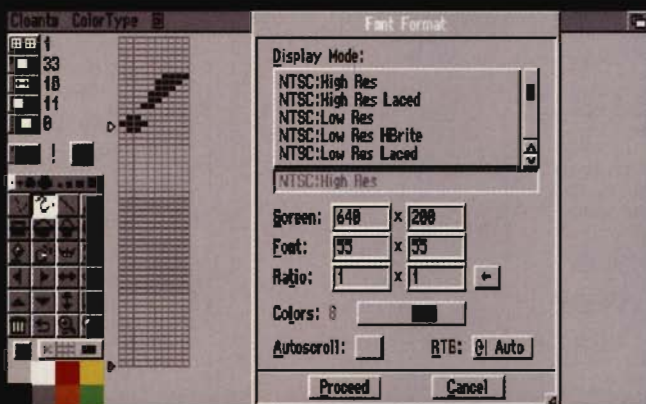 Cloanto ColorType
Font Format
1
33
10
11
0
!
Display Mode:
NTSC:High Res
NTSC:High Res Laced
NTSC:Low Res
NTSC:Low Res HBrite
NTSC:Low Res Laced
NTSC:High Res
Screen: 640 x 200
Font: 55 x 55
Ratio: 1 x 1
Colors: 8
Autoscroll:
RTG: Auto
Proceed
Cancel